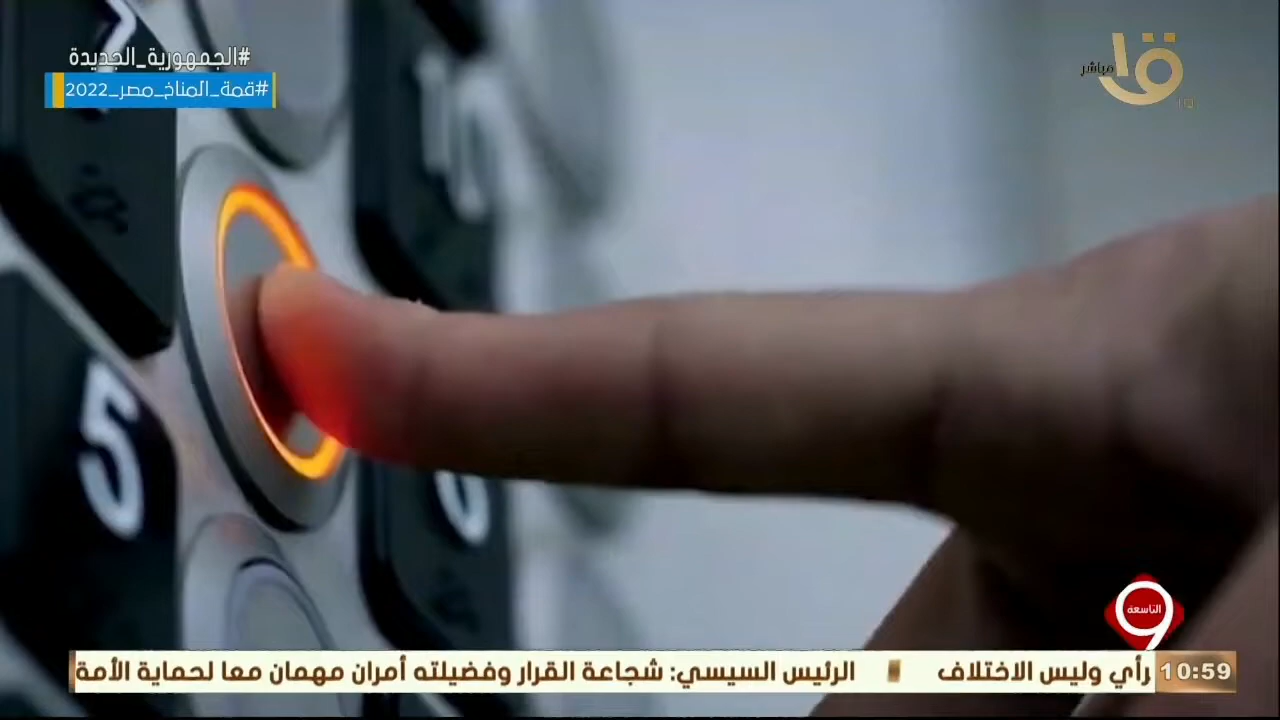 #الجمهورية_الجديدة
#قمة_المناخ_مصر_2022
مباشر
5
التاسعة
9
10:59
رأي وليس الاختلاف
الرئيس السيسي: شجاعة القرار وفضيلته أمران مهمان معا لحماية الأمة